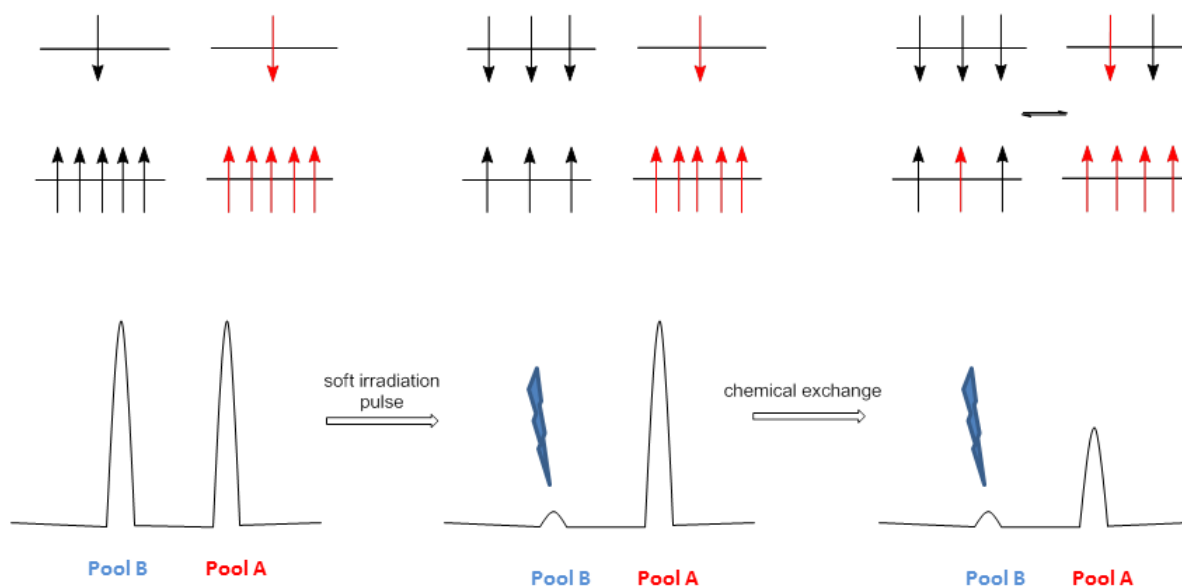 soft irradiation
pulse
chemical exchange
Pool B
Pool A
Pool B
Pool A
Pool B
Pool A